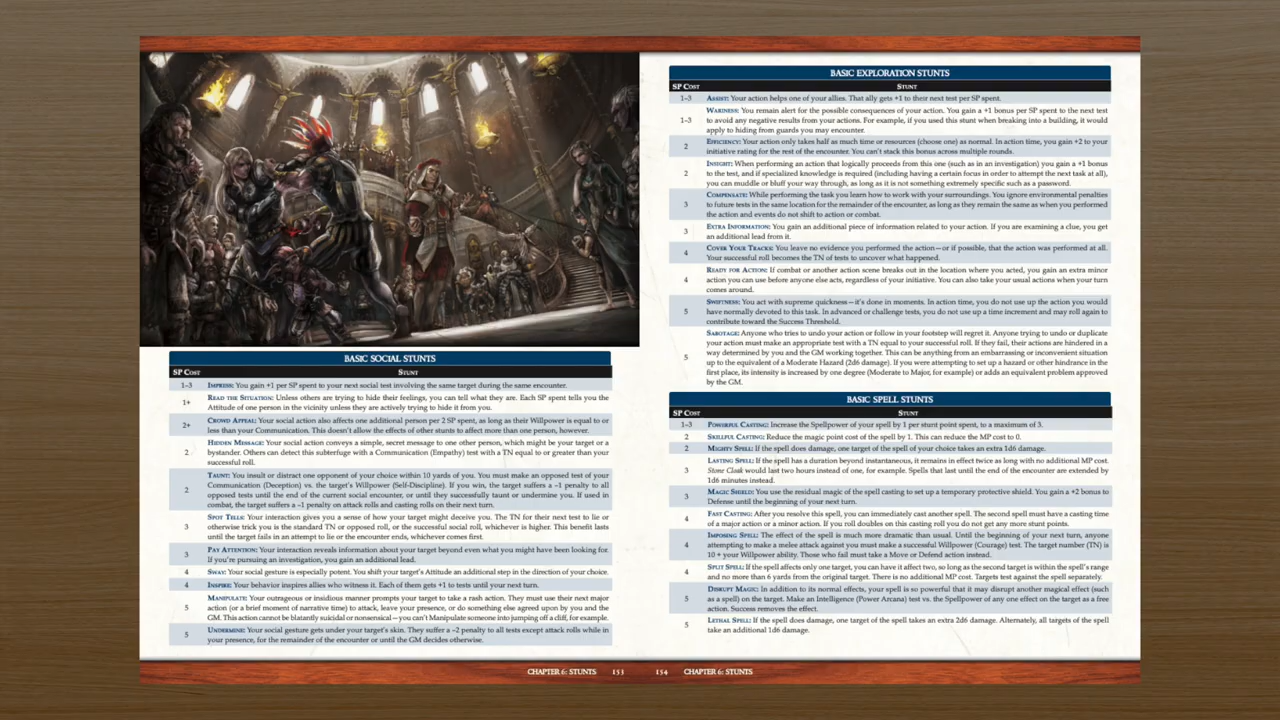 BASIC SOCIAL STUNTS
SP COST STUNT
1–3 IMPRESS: You gain +1 per SP spent to your next social test involving the same target during the same encounter.
1+ READ THE SITUATION: Unless others are trying to hide their feelings, you can tell what they are. Each SP spent tells you the
Attitude of one person in the vicinity unless they are actively trying to hide it from you.
2+ CROWD APPEAL: Your social action also affects one additional person per 2 SP spent, as long as their Willpower is equal to or
less than your Communication. This doesn't allow the effects of other stunts to affect more than one person, however.
2 HIDDEN MESSAGE: Your social action conveys a simple, secret message to one other person, which might be your target or a
bystander. Others can detect this subterfuge with a Communication (Empathy) test with a TN equal to or greater than your
successful roll.
2 TAUNT: You insult or distract one opponent of your choice within 10 yards of you. You must make an opposed test of your
Communication (Deception) vs. the target's Willpower (Self-Discipline). If you win, the target suffers a –1 penalty to all
opposed tests until the end of the current social encounter, or until they successfully taunt or undermine you. If used in
combat, the target suffers a –1 penalty on attack rolls and casting rolls on their next turn.
3 SPOT TELLS: Your interaction gives you a sense of how your target might deceive you. The TN for their next test to lie or
otherwise trick you is the standard TN or opposed roll, or the successful social roll, whichever is higher. This benefit lasts
until the target fails in an attempt to lie or the encounter ends, whichever comes first.
3 PAY ATTENTION: Your interaction reveals information about your target beyond even what you might have been looking for.
If you're pursuing an investigation, you gain an additional lead.
4 SWAY: Your social gesture is especially potent. You shift your target's Attitude an additional step in the direction of your choice.
4 INSPIRE: Your behavior inspires allies who witness it. Each of them gets +1 to tests until your next turn.
5 MANIPULATE: Your outrageous or insidious manner prompts your target to take a rash action. They must use their next major
action (or a brief moment of narrative time) to attack, leave your presence, or do something else agreed upon by you and the
GM. This action cannot be blatantly suicidal or nonsensical—you can't Manipulate someone into jumping off a cliff, for example.
5 UNDERMINE: Your social gesture gets under your target's skin. They suffer a –2 penalty to all tests except attack rolls while in
your presence, for the remainder of the encounter or until the GM decides otherwise.
CHAPTER 6: STUNTS 153
BASIC EXPLORATION STUNTS
SP COST STUNT
1–3 ASSIST: Your action helps one of your allies. That ally gets +1 to their next test per SP spent.
1–3 WARINESS: You remain alert for the possible consequences of your action. You gain a +1 bonus per SP spent to the next test
to avoid any negative results from your actions. For example, if you used this stunt when breaking into a building, it would
apply to hiding from guards you may encounter.
2 EFFICIENCY: Your action only takes half as much time or resources (choose one) as normal. In action time, you gain +2 to your
initiative rating for the rest of the encounter. You can't stack this bonus across multiple rounds.
2 INSIGHT: When performing an action that logically proceeds from this one (such as in an investigation) you gain a +1 bonus
to the test, and if specialized knowledge is required (including having a certain focus in order to attempt the next task at all),
you can muddle or bluff your way through, as long as it is not something extremely specific such as a password.
3 COMPENSATE: While performing the task you learn how to work with your surroundings. You ignore environmental penalties
to future tests in the same location for the remainder of the encounter, as long as they remain the same as when you performed
the action and events do not shift to action or combat.
3 EXTRA INFORMATION: You gain an additional piece of information related to your action. If you are examining a clue, you get
an additional lead from it.
4 COVER YOUR TRACKS: You leave no evidence you performed the action—or if possible, that the action was performed at all.
Your successful roll becomes the TN of tests to uncover what happened.
4 READY FOR ACTION: If combat or another action scene breaks out in the location where you acted, you gain an extra minor
action you can use before anyone else acts, regardless of your initiative. You can also take your usual actions when your turn
comes around.
5 SWIFTNESS: You act with supreme quickness—it's done in moments. In action time, you do not use up the action you would
have normally devoted to this task. In advanced or challenge tests, you do not use up a time increment and may roll again to
contribute toward the Success Threshold.
5 SABOTAGE: Anyone who tries to undo your action or follow in your footstep will regret it. Anyone trying to undo or duplicate
your action must make an appropriate test with a TN equal to your successful roll. If they fail, their actions are hindered in a
way determined by you and the GM working together. This can be anything from an embarrassing or inconvenient situation
up to the equivalent of a Moderate Hazard (2d6 damage). If you were attempting to set up a hazard or other hindrance in the
first place, its intensity is increased by one degree (Moderate to Major, for example) or adds an equivalent problem approved
by the GM.
BASIC SPELL STUNTS
SP COST STUNT
1–3 POWERFUL CASTING: Increase the Spellpower of your spell by 1 per stunt point spent, to a maximum of 3.
2 SKILLFUL CASTING: Reduce the magic point cost of the spell by 1. This can reduce the MP cost to 0.
2 MIGHTY SPELL: If the spell does damage, one target of the spell of your choice takes an extra 1d6 damage.
3 LASTING SPELL: If the spell has a duration beyond instantaneous, it remains in effect twice as long with no additional MP cost.
Stone Cloak would last two hours instead of one, for example. Spells that last until the end of the encounter are extended by
1d6 minutes instead.
3 MAGIC SHIELD: You use the residual magic of the spell casting to set up a temporary protective shield. You gain a +2 bonus to
Defense until the beginning of your next turn.
4 FAST CASTING: After you resolve this spell, you can immediately cast another spell. The second spell must have a casting time
of a major action or a minor action. If you roll doubles on this casting roll you do not get any more stunt points.
4 IMPOSING SPELL: The effect of the spell is much more dramatic than usual. Until the beginning of your next turn, anyone
attempting to make a melee attack against you must make a successful Willpower (Courage) test. The target number (TN) is
10 + your Willpower ability. Those who fail must take a Move or Defend action instead.
4 SPLIT SPELL: If the spell affects only one target, you can have it affect two, so long as the second target is within the spell's range
and no more than 6 yards from the original target. There is no additional MP cost. Targets test against the spell separately.
5 DISRUPT MAGIC: In addition to its normal effects, your spell is so powerful that it may disrupt another magical effect (such
as a spell) on the target. Make an Intelligence (Power Arcana) test vs. the Spellpower of any one effect on the target as a free
action. Success removes the effect.
5 LETHAL SPELL: If the spell does damage, one target of the spell takes an extra 2d6 damage. Alternately, all targets of the spell
take an additional 1d6 damage.
154 CHAPTER 6: STUNTS